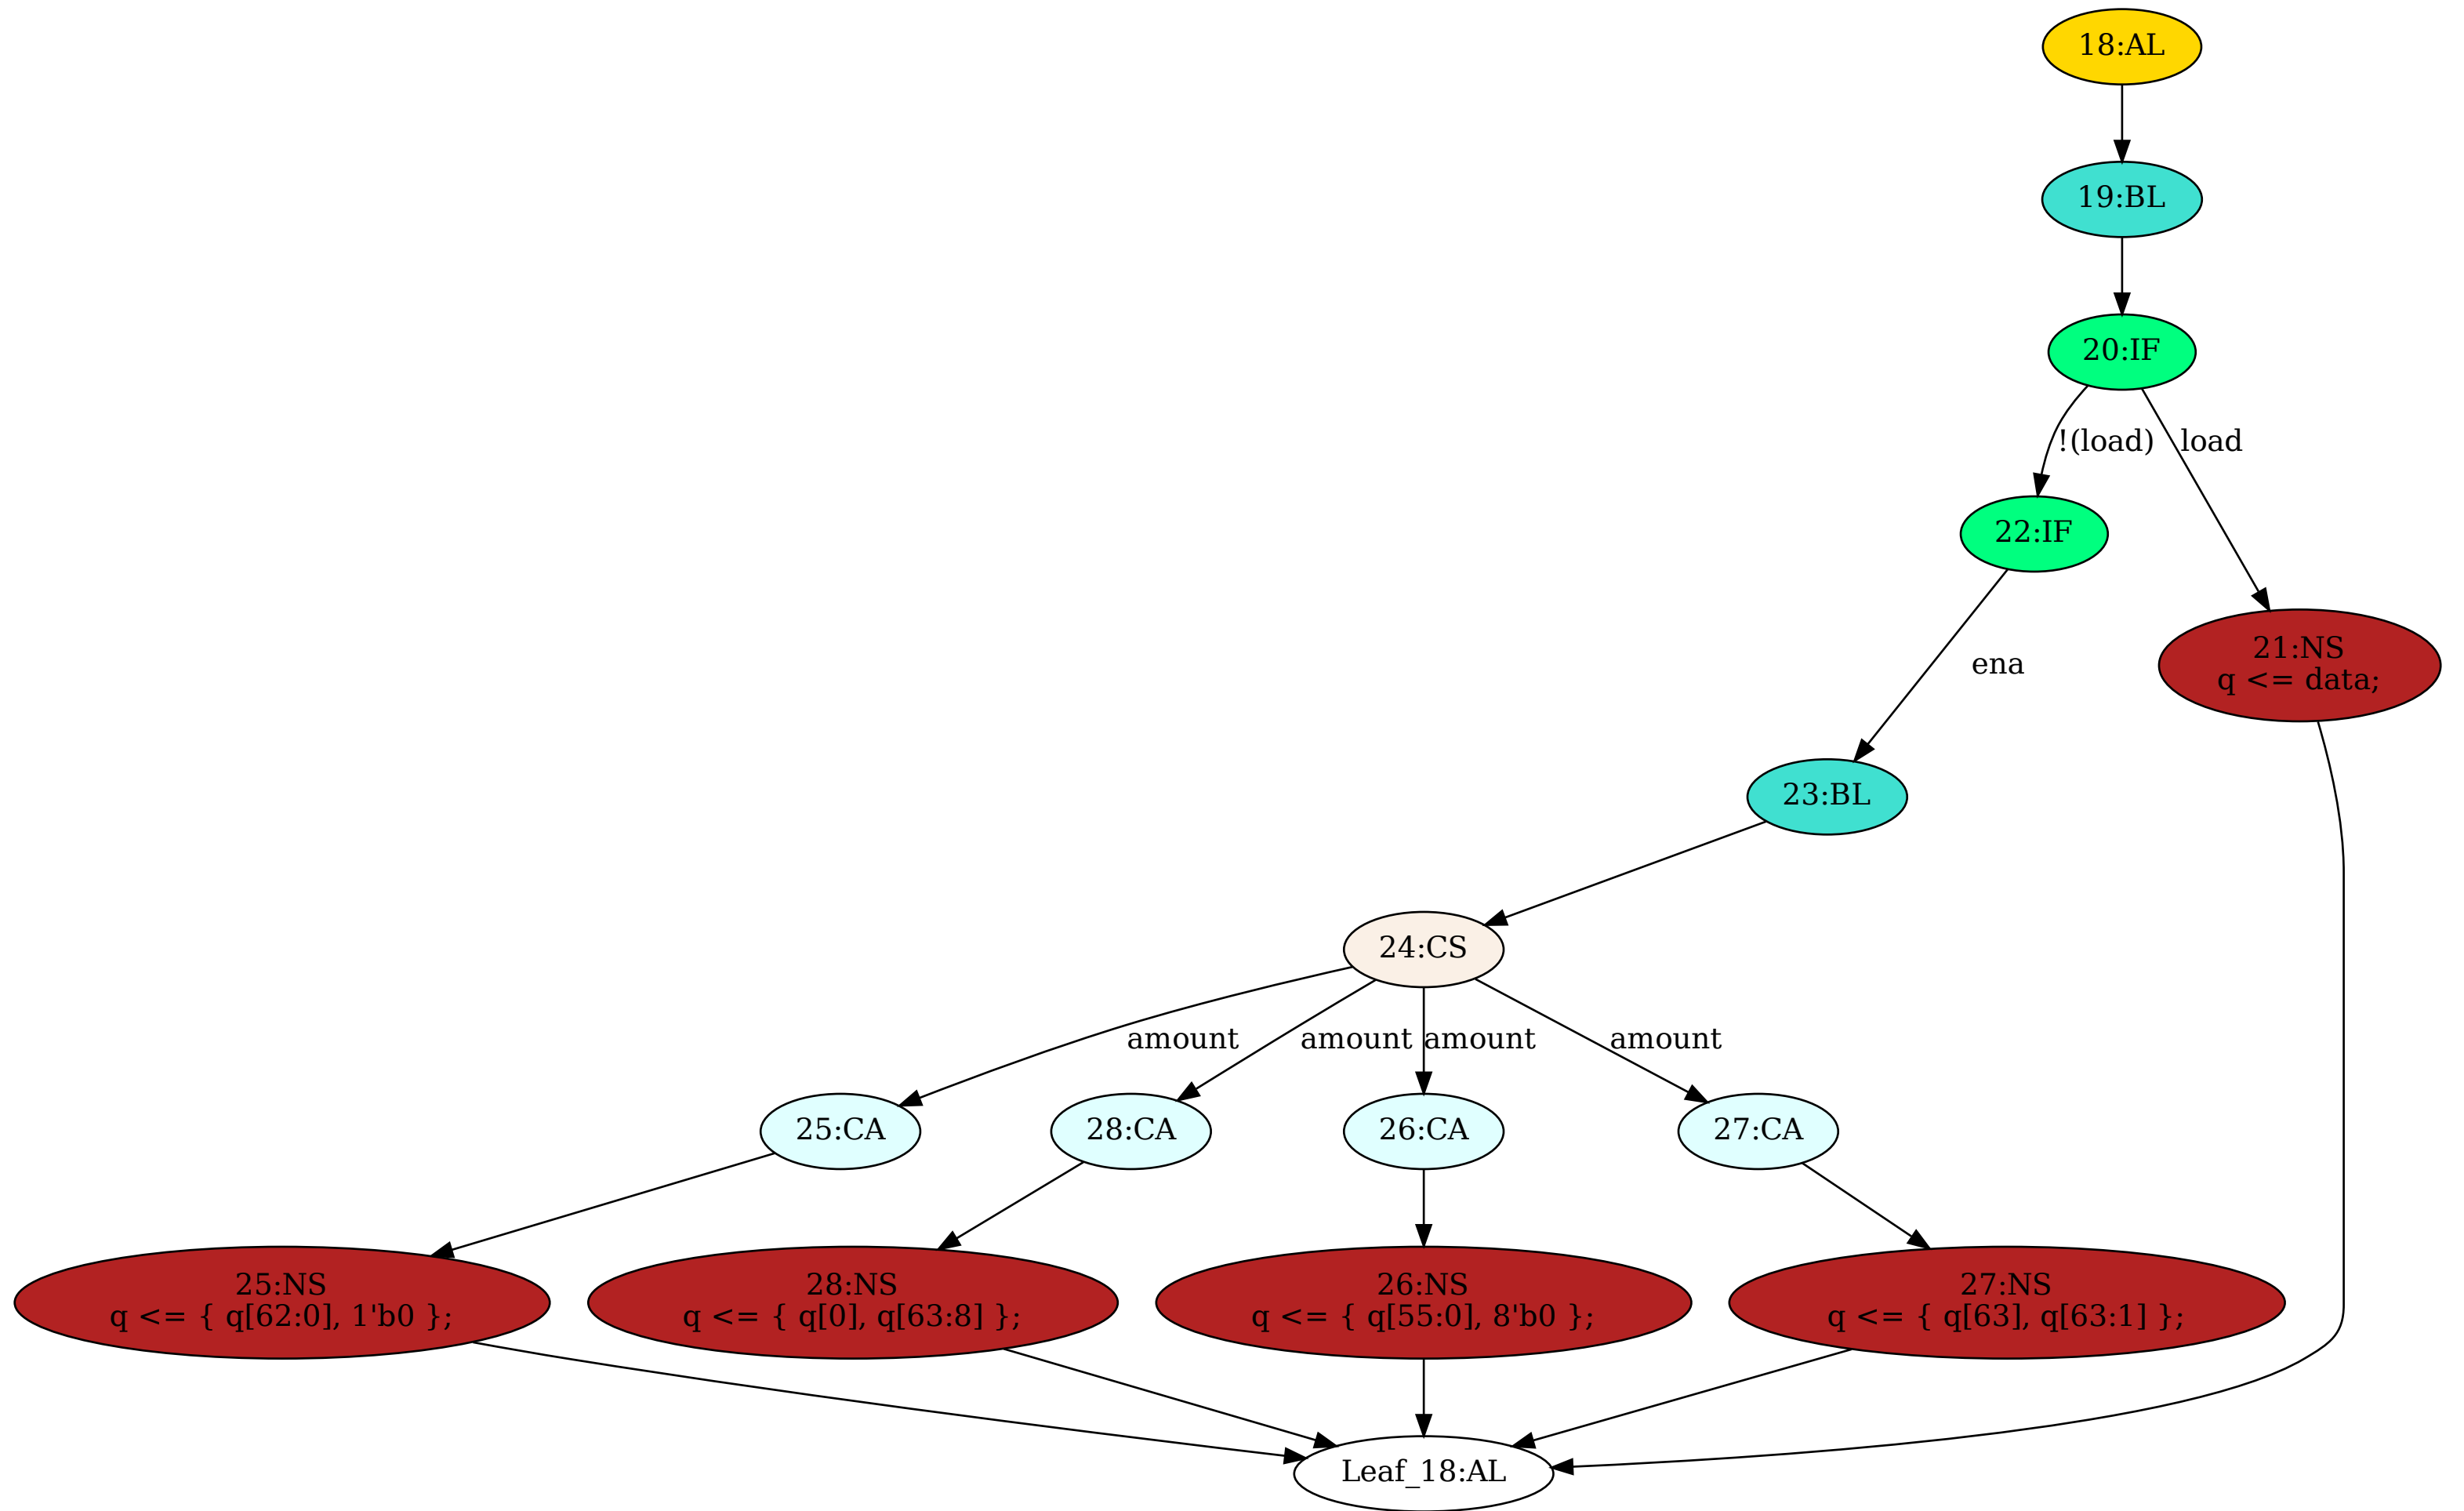 18:AL
19:BL
20:IF
!(load)
load
22:IF
21:NS
q <= data;
ena
23:BL
24:CS
amount
amount
amount
amount
25:CA
28:CA
26:CA
27:CA
25:NS
q <= { q[62:0], 1'b0 };
28:NS
q <= { q[0], q[63:8] };
26:NS
q <= { q[55:0], 8'b0 };
27:NS
q <= { q[63], q[63:1] };
Leaf_18:AL